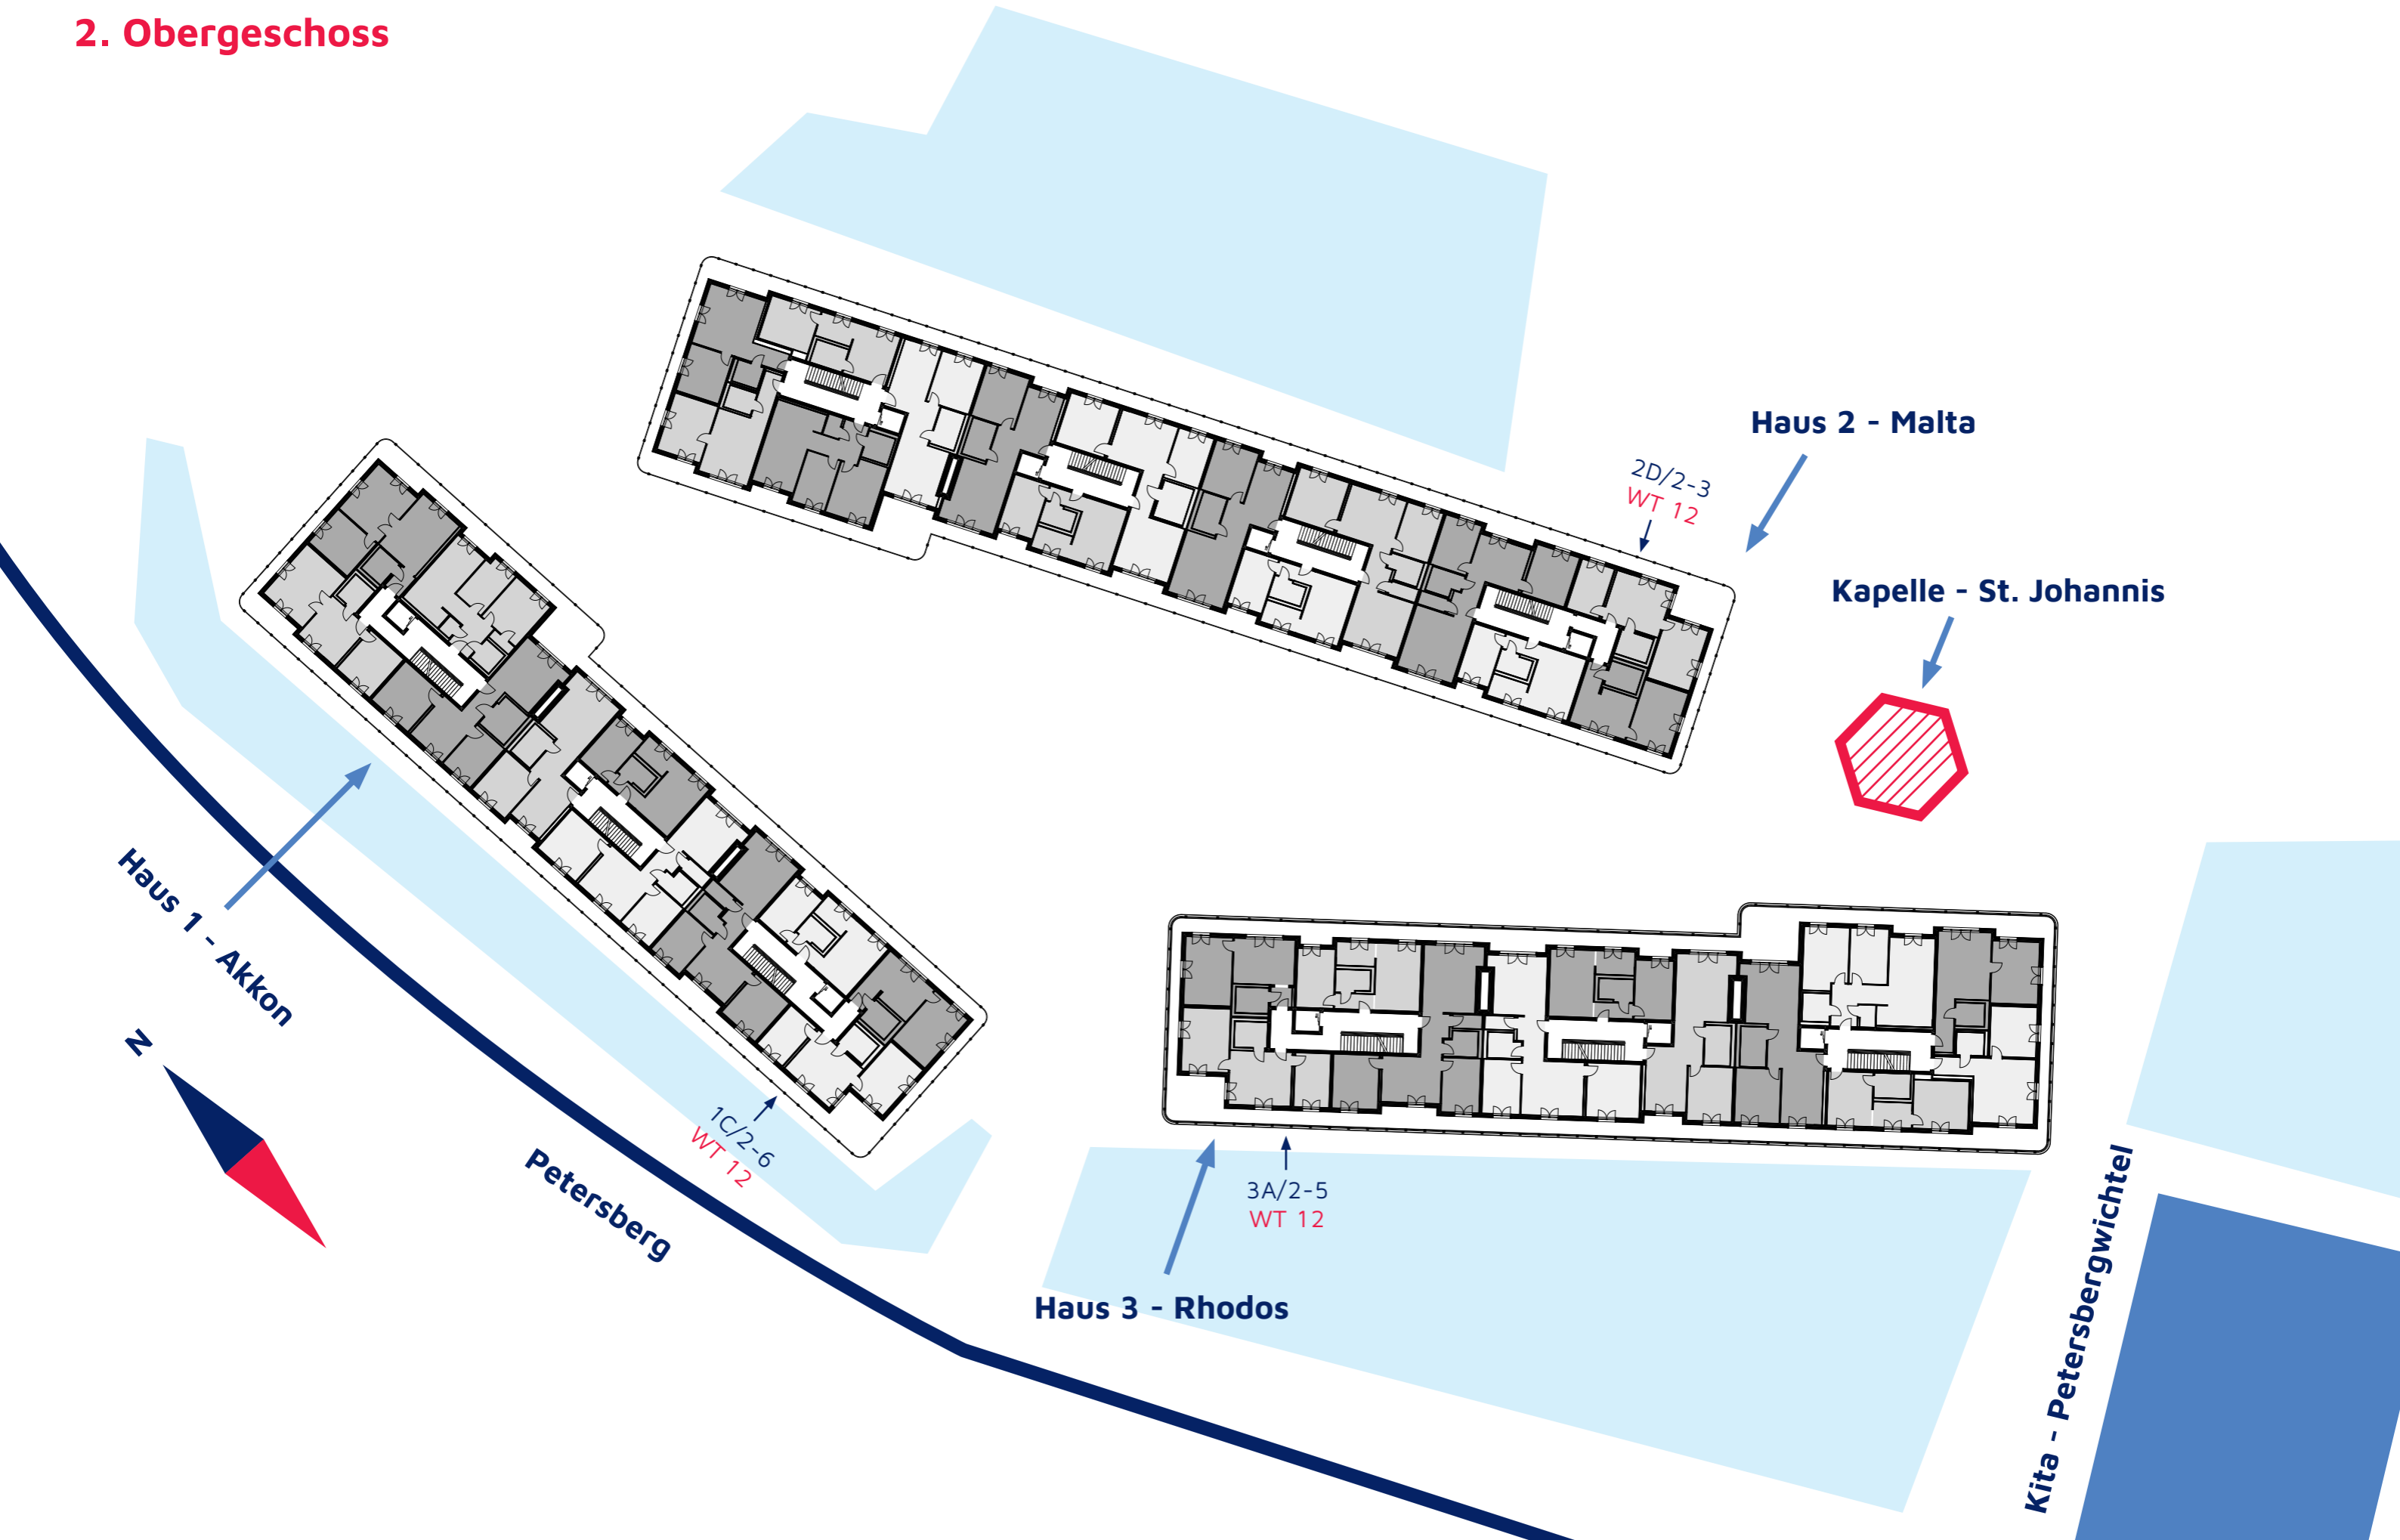 2. Obergeschoss
Haus 2 - Malta
2D/2-3
WT 12
Kapelle - St. Johannis
Haus 1 - Akkon
N
1C/2-6
WT 12
Petersberg
3A/2-5
WT 12
Haus 3 - Rhodos
Kita - Petersbergwichtel